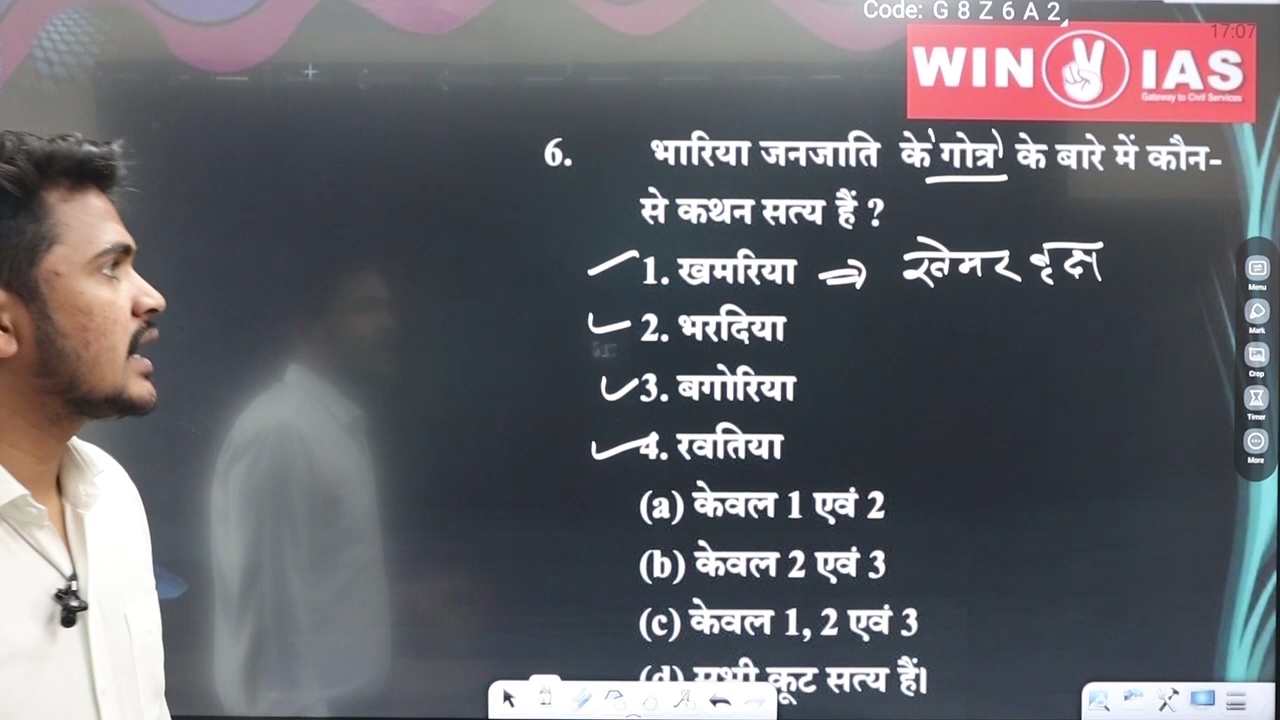 Code: G 8 Z 6 A 2
17:07
WIN IAS
Gateway to Civil Services
6. भारिया जनजाति के 'गोत्र' के बारे में कौन-
से कथन सत्य हैं ?
1. खमरिया ⇒ खेमर वृक्ष
2. भरदिया
3. बगोरिया
4. रवतिया
(a) केवल 1 एवं 2
(b) केवल 2 एवं 3
(c) केवल 1, 2 एवं 3
(d) सभी कूट सत्य हैं।
Menu
Mark
Crop
Timer
More